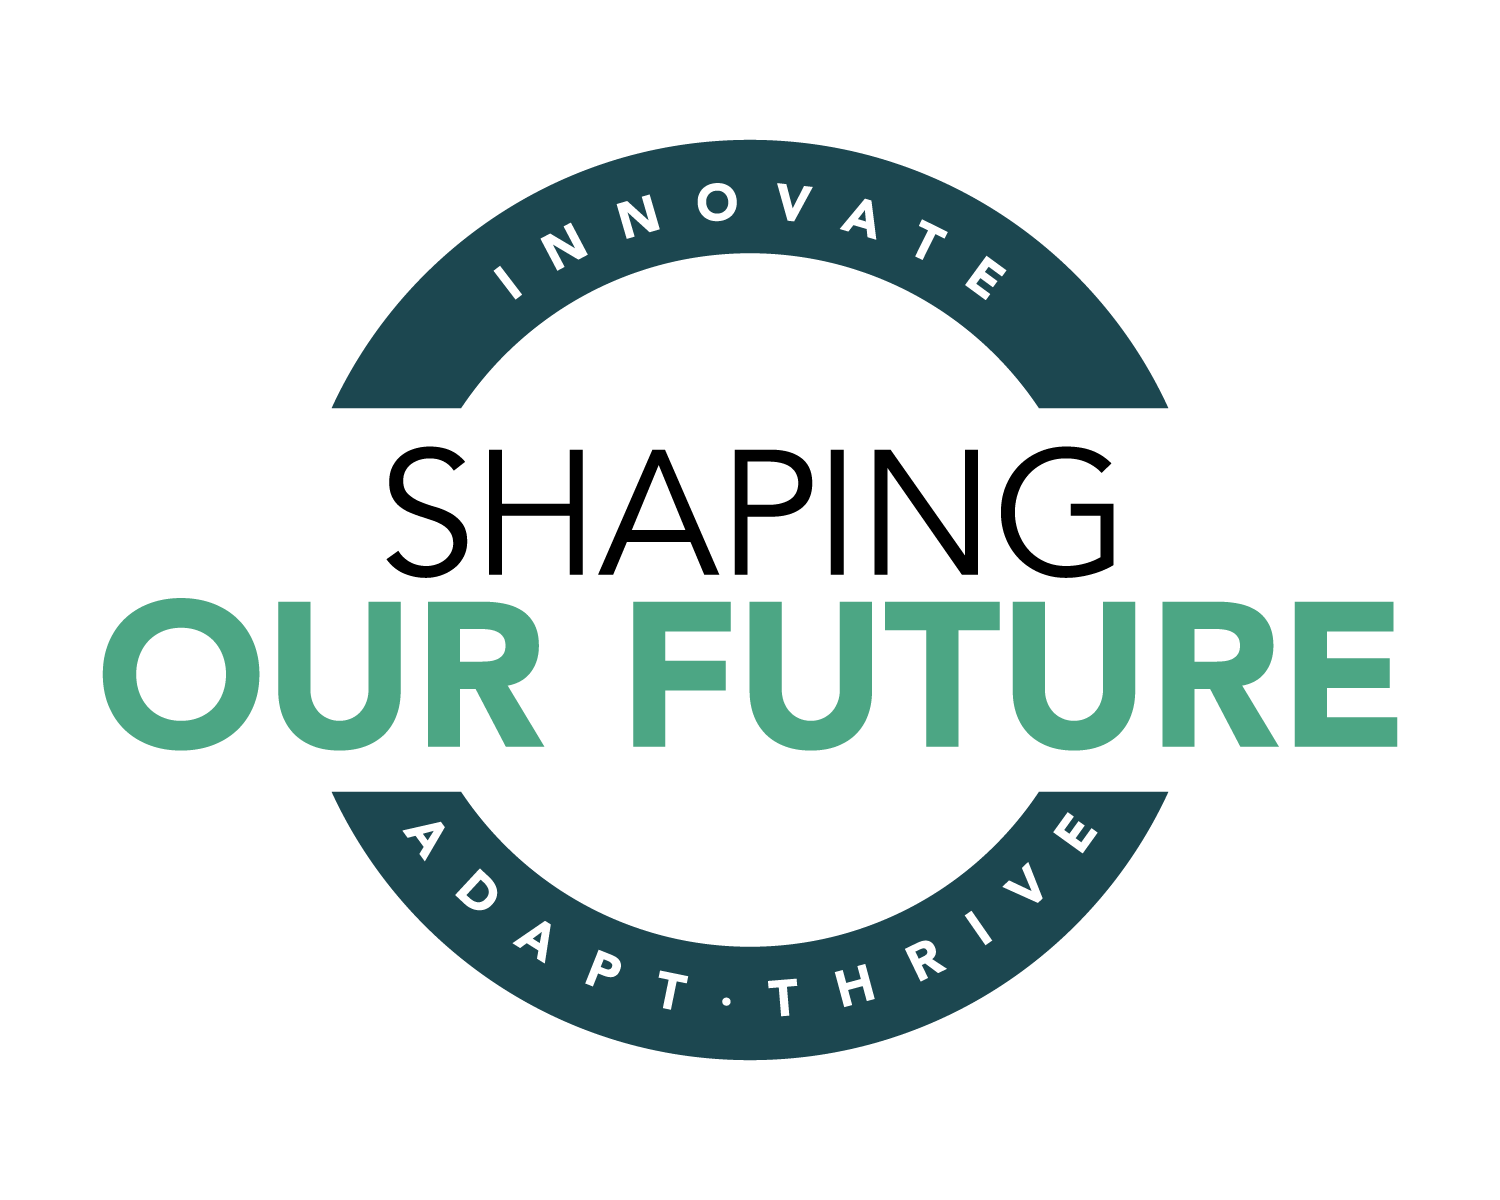 INNOVATE
SHAPING
OUR FUTURE
ADAPT · THRIVE